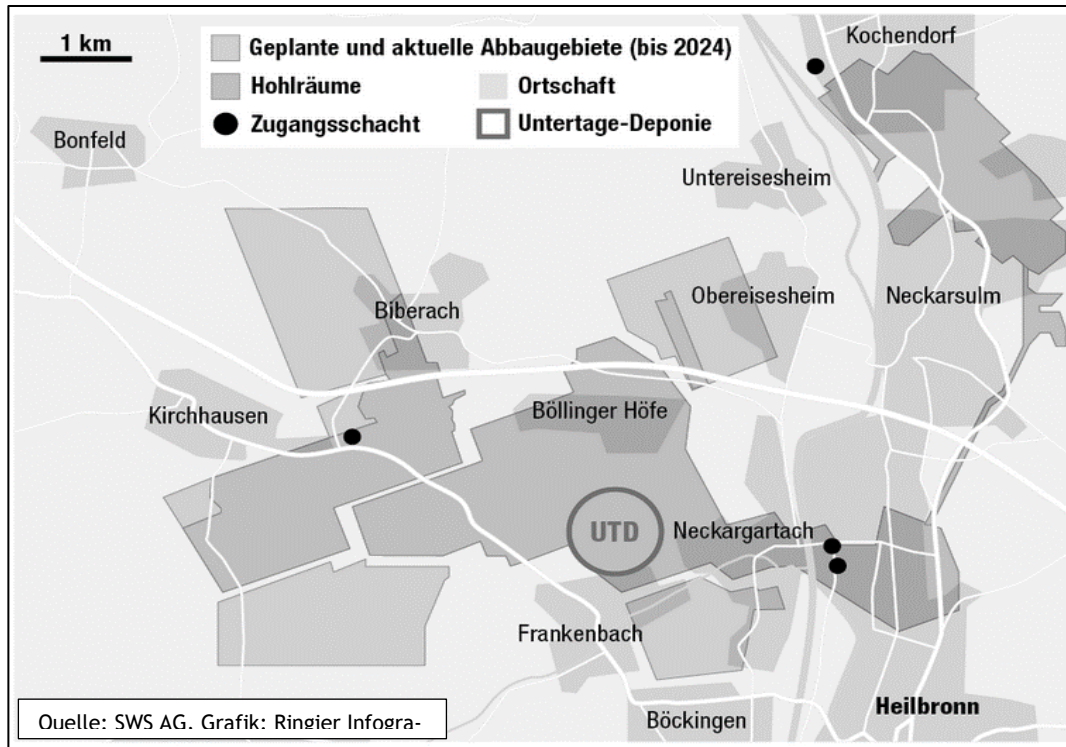 1 km
Geplante und aktuelle Abbaugebiete (bis 2024)
Hohlräume
Ortschaft
Zugangsschacht
Untertage-Deponie
Kochendorf
Bonfeld
Untereisesheim
Biberach
Obereisesheim
Neckarsulm
Kirchhausen
Böllinger Höfe
UTD
Neckargartach
Frankenbach
Heilbronn
Böckingen
Quelle: SWS AG. Grafik: Ringier Infogra-